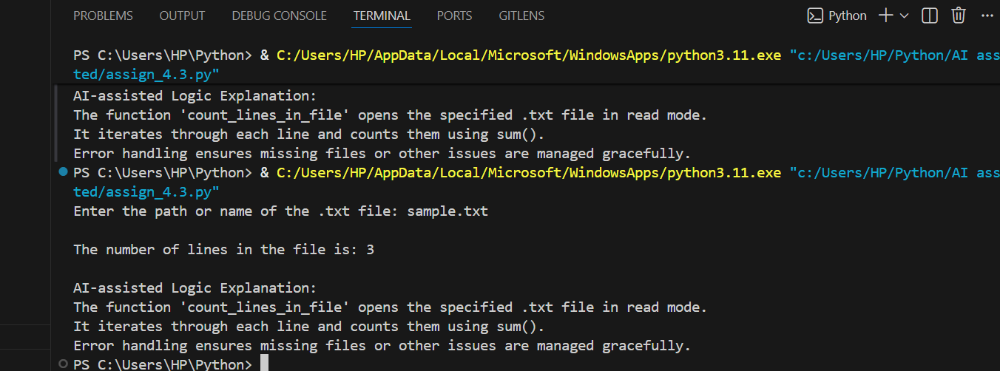 PROBLEMS OUTPUT DEBUG CONSOLE TERMINAL PORTS GITLENS Python
PS C:\Users\HP\Python> & C:/Users/HP/AppData/Local/Microsoft/WindowsApps/python3.11.exe "c:/Users/HP/Python/AI ass
ted/assign_4.3.py"
AI-assisted Logic Explanation:
The function 'count_lines_in_file' opens the specified .txt file in read mode.
It iterates through each line and counts them using sum().
Error handling ensures missing files or other issues are managed gracefully.
PS C:\Users\HP\Python> & C:/Users/HP/AppData/Local/Microsoft/WindowsApps/python3.11.exe "c:/Users/HP/Python/AI ass
ted/assign_4.3.py"
Enter the path or name of the .txt file: sample.txt
The number of lines in the file is: 3
AI-assisted Logic Explanation:
The function 'count_lines_in_file' opens the specified .txt file in read mode.
It iterates through each line and counts them using sum().
Error handling ensures missing files or other issues are managed gracefully.
PS C:\Users\HP\Python>